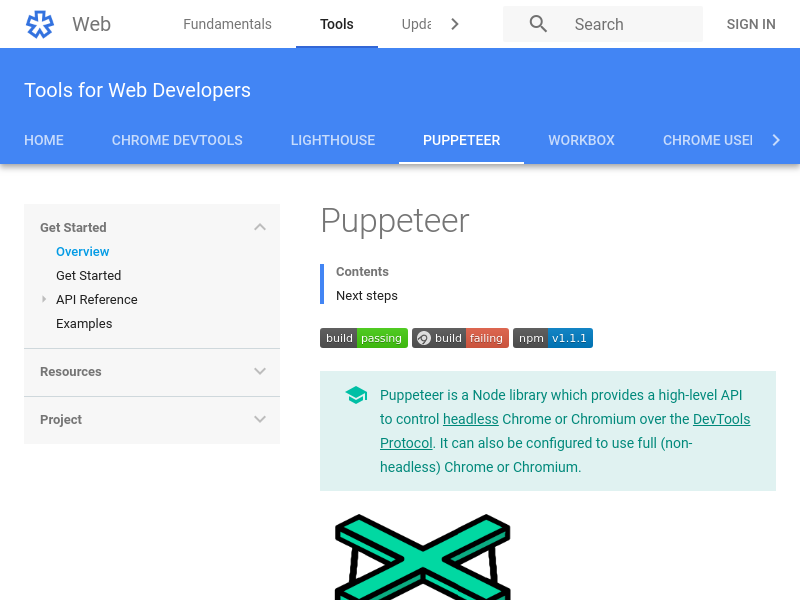 Web
Fundamentals
Tools
Upda
Search
SIGN IN
Tools for Web Developers
HOME
CHROME DEVTOOLS
LIGHTHOUSE
PUPPETEER
WORKBOX
CHROME USE
Get Started
Overview
Get Started
API Reference
Examples
Resources
Project
Puppeteer
Contents
Next steps
build passing
build failing
npm v1.1.1
Puppeteer is a Node library which provides a high-level API
to control headless Chrome or Chromium over the DevTools
Protocol. It can also be configured to use full (non-
headless) Chrome or Chromium.